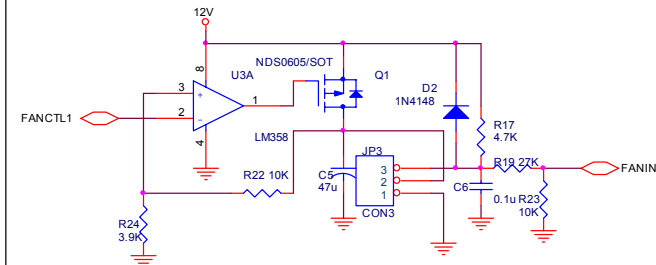 12V
NDS0605/SOT
Q1
8
U3A
3
+
1
2
-
4
LM358
FANCTL1
D2
1N4148
R17
4.7K
JP3
3
2
1
CON3
C5
47u
R22 10K
R19 27K
FANIN
C6
0.1u
R23
10K
R24
3.9K